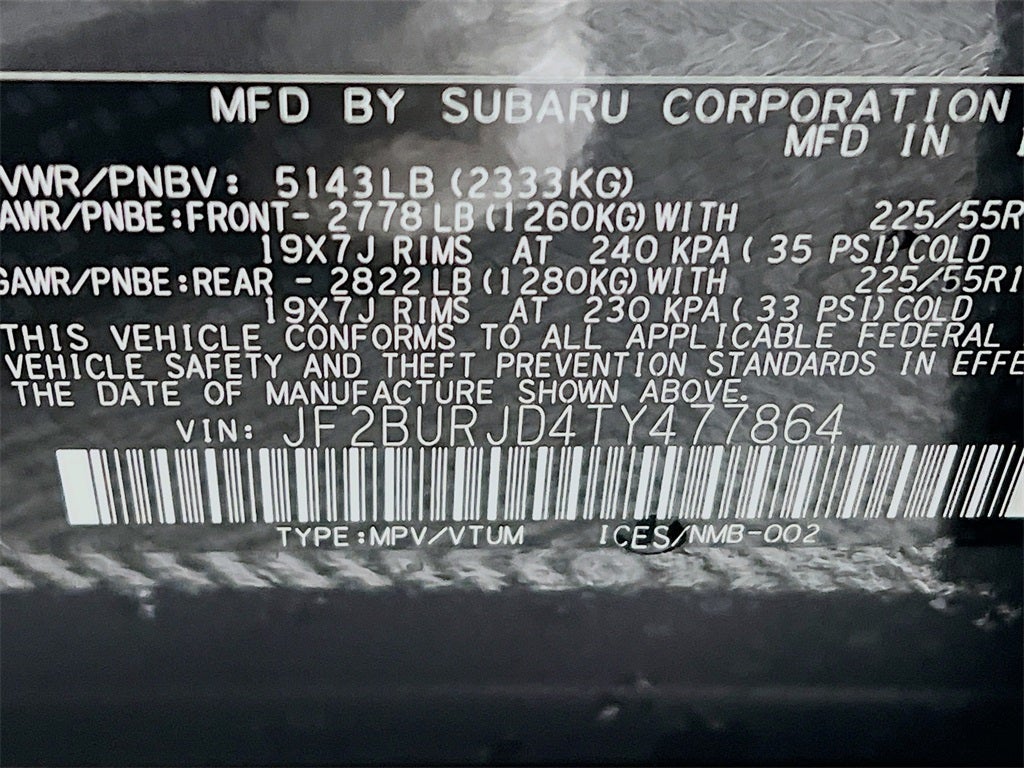 MFD BY SUBARU CORPORATION
MFD IN
VWR/PNBV: 5143LB (2333KG)
AWR/PNBE:FRONT- 2778 LB (1260KG) WITH 225/55R
19X7J RIMS AT 240 KPA ( 35 PSI) COLD
GAWR/PNBE:REAR - 2822 LB (1280KG) WITH 225/55R1
19X7J RIMS AT 230 KPA ( 33 PSI) COLD
THIS VEHICLE CONFORMS TO ALL APPLICABLE FEDERAL
VEHICLE SAFETY AND THEFT PREVENTION STANDARDS IN EFFE
THE DATE OF MANUFACTURE SHOWN ABOVE.
VIN: JF2BURJD4TY477864
TYPE:MPV/VTUM ICES/NMB-002